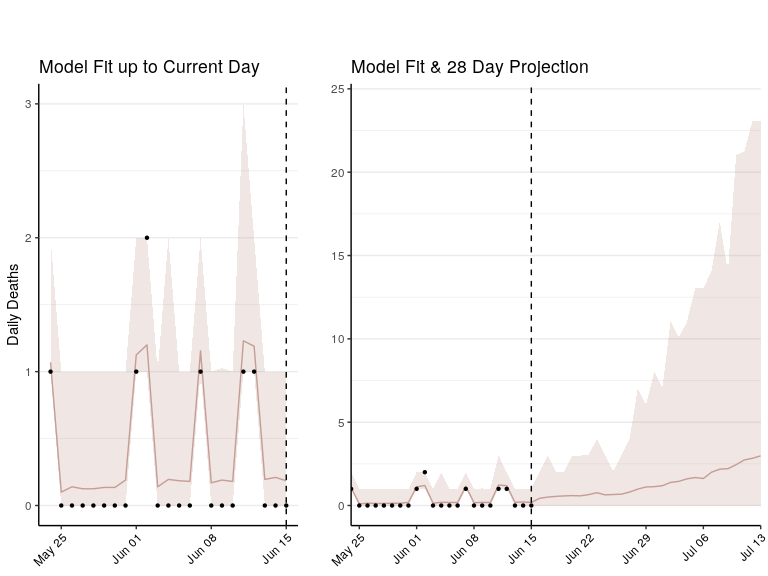 Model Fit up to Current Day
Daily Deaths
3
2
1
0
May 25
Jun 01
Jun 08
Jun 15
Model Fit & 28 Day Projection
25
20
15
10
5
0
May 25
Jun 01
Jun 08
Jun 15
Jun 22
Jun 29
Jul 06
Jul 13